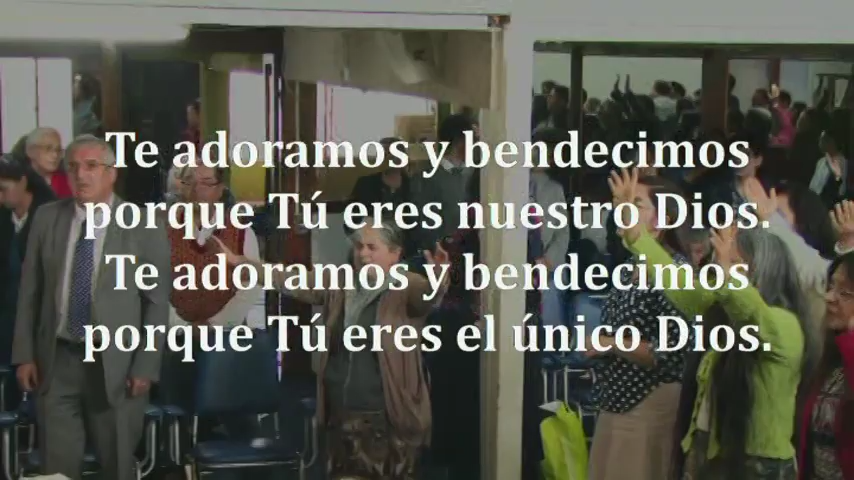 Te adoramos y bendecimos
porque Tú eres nuestro Dios.
Te adoramos y bendecimos
porque Tú eres el único Dios.